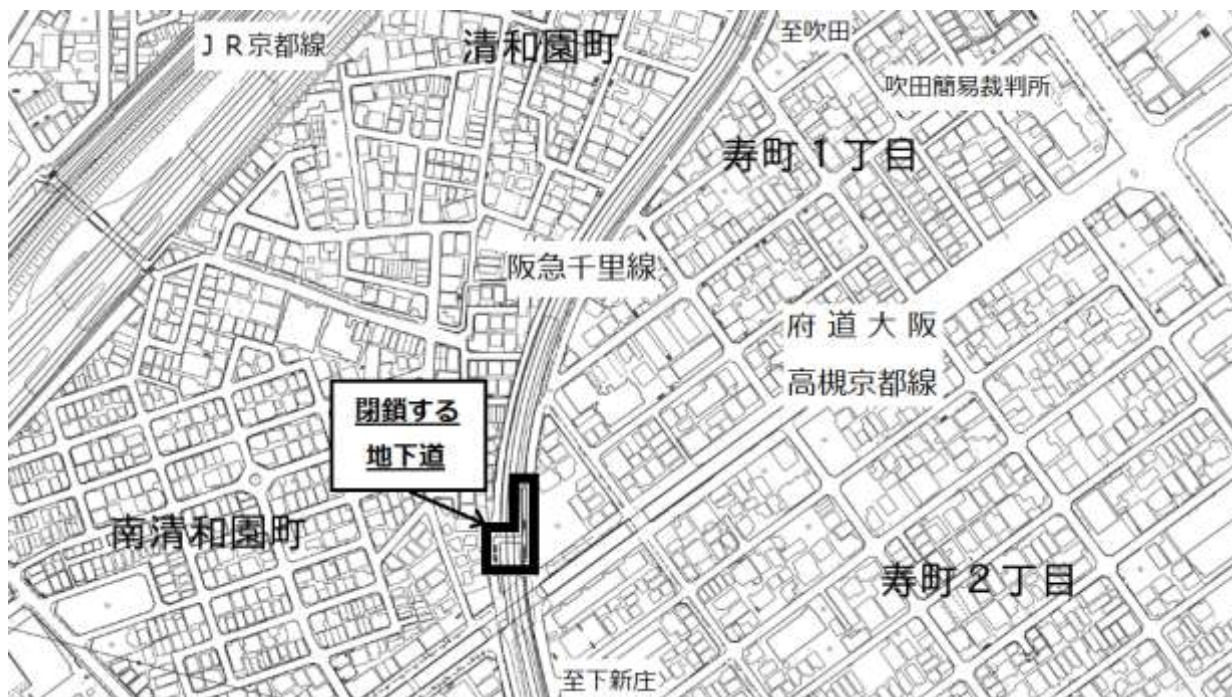 JR京都線
清和園町
至吹田
吹田簡易裁判所
寿町1丁目
阪急千里線
府道大阪
高槻京都線
閉鎖する
地下道
南清和園町
寿町2丁目
至下新庄